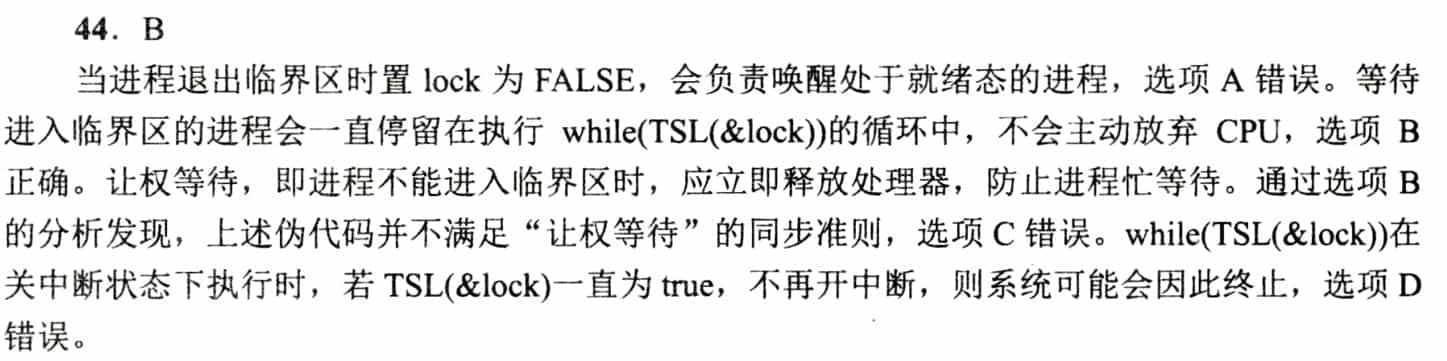 44. B
当进程退出临界区时置 lock 为 FALSE，会负责唤醒处于就绪态的进程，选项 A 错误。等待
进入临界区的进程会一直停留在执行 while(TSL(&lock))的循环中，不会主动放弃 CPU，选项 B
正确。让权等待，即进程不能进入临界区时，应立即释放处理器，防止进程忙等待。通过选项 B
的分析发现，上述伪代码并不满足“让权等待”的同步准则，选项 C 错误。while(TSL(&lock))在
关中断状态下执行时，若 TSL(&lock)一直为 true，不再开中断，则系统可能会因此终止，选项 D
错误。